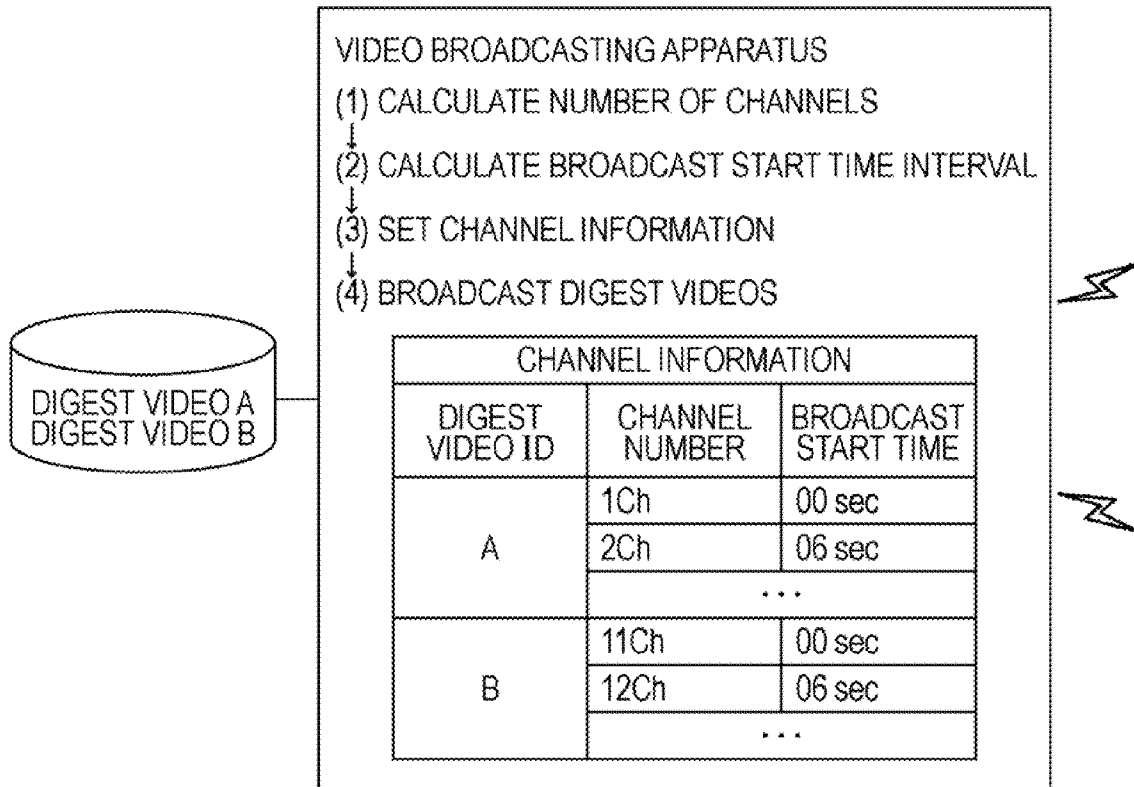 VIDEO BROADCASTING APPARATUS
(1) CALCULATE NUMBER OF CHANNELS
↓
(2) CALCULATE BROADCAST START TIME INTERVAL
↓
(3) SET CHANNEL INFORMATION
↓
(4) BROADCAST DIGEST VIDEOS
DIGEST VIDEO A
DIGEST VIDEO B
CHANNEL INFORMATION
DIGEST VIDEO ID
CHANNEL NUMBER
BROADCAST START TIME
A
1Ch 00 sec
2Ch 06 sec
...
B
11Ch 00 sec
12Ch 06 sec
...